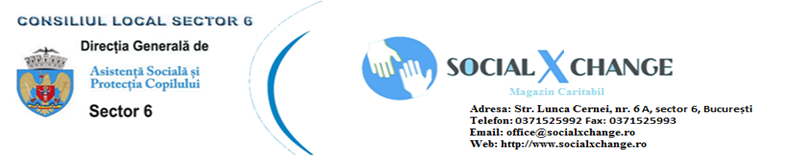 CONSILIUL LOCAL SECTOR 6
Direcția Generală de
Asistență Socială și
Protecția Copilului
Sector 6
SOCIAL X CHANGE
Magazin Caritabil
Adresa: Str. Lunca Cernei, nr. 6 A, sector 6, București
Telefon: 0371525992 Fax: 0371525993
Email: office@socialxchange.ro
Web: http://www.socialxchange.ro